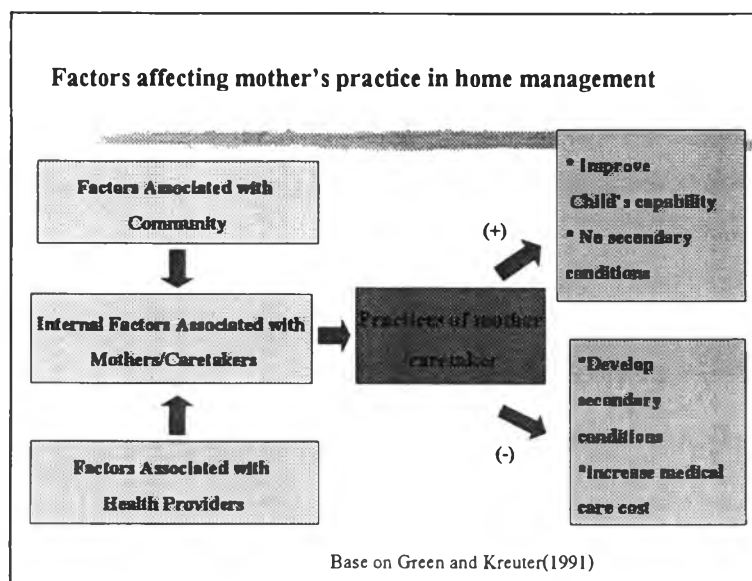 Factors affecting mother's practice in home management
Factors Associated with
Community
Internal Factors Associated with
Mothers/Caretakers
Factors Associated with
Health Providers
Practices of mother
/caretaker
(+)
* Improve
Child's capability
* No secondary
conditions
(-)
*Develop
secondary
conditions
*Increase medical
care cost
Base on Green and Kreuter(1991)